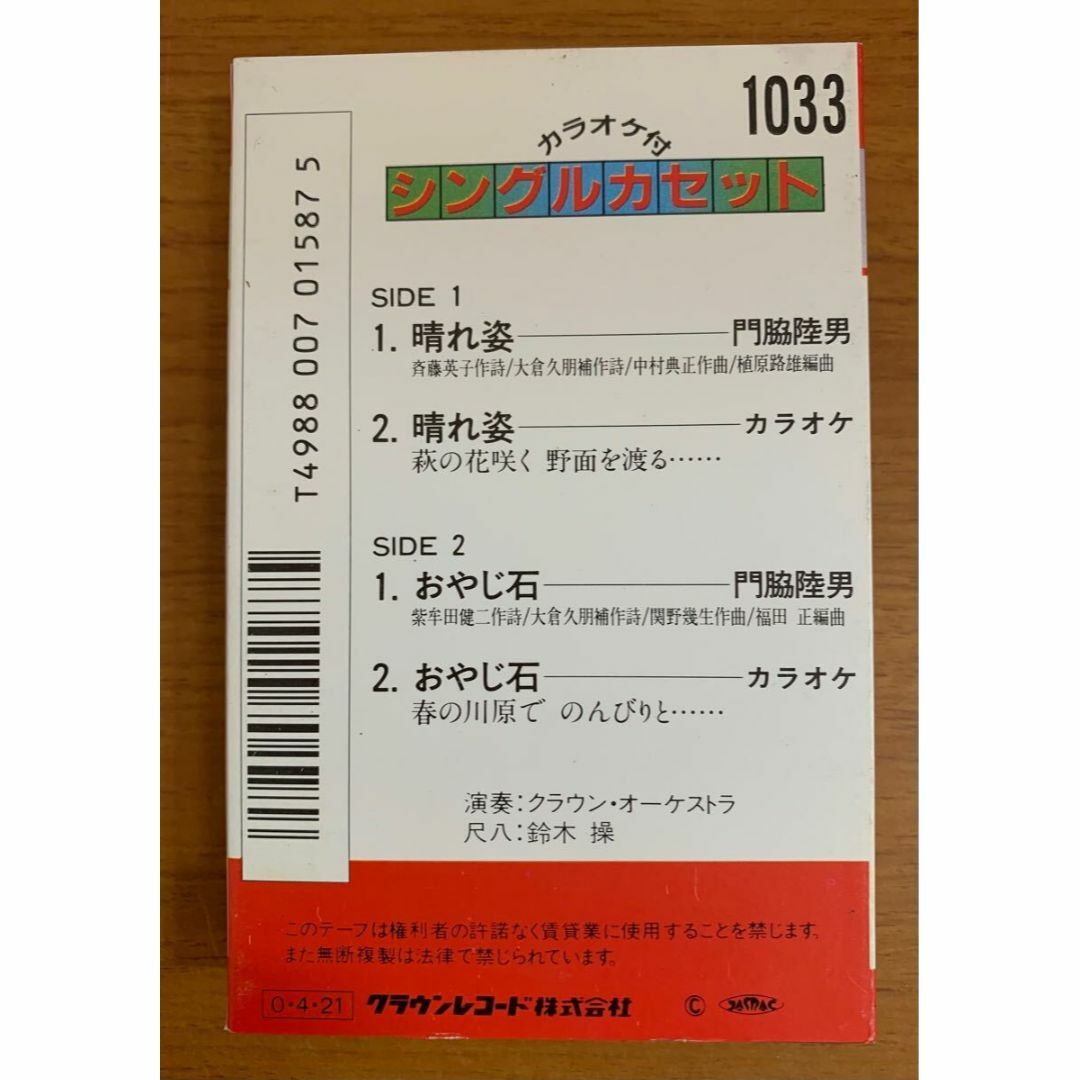 1033
カラオケ付
シングルカセット
T4988 007 01587 5
SIDE 1
1. 晴れ姿――――門脇陸男
斉藤英子作詩/大倉久朋補作詩/中村典正作曲/植原路雄編曲
2. 晴れ姿――――カラオケ
萩の花咲く 野面を渡る……
SIDE 2
1. おやじ石――――門脇陸男
紫牟田健二作詩/大倉久朋補作詩/関野幾生作曲/福田 正編曲
2. おやじ石――――カラオケ
春の川原で のんびりと……
演奏:クラウン・オーケストラ
尺八:鈴木 操
このテープは権利者の許諾なく賃貸業に使用することを禁じます。
また無断複製は法律で禁じられています。
O・4・21 クラウンレコード株式会社 © JASRAC